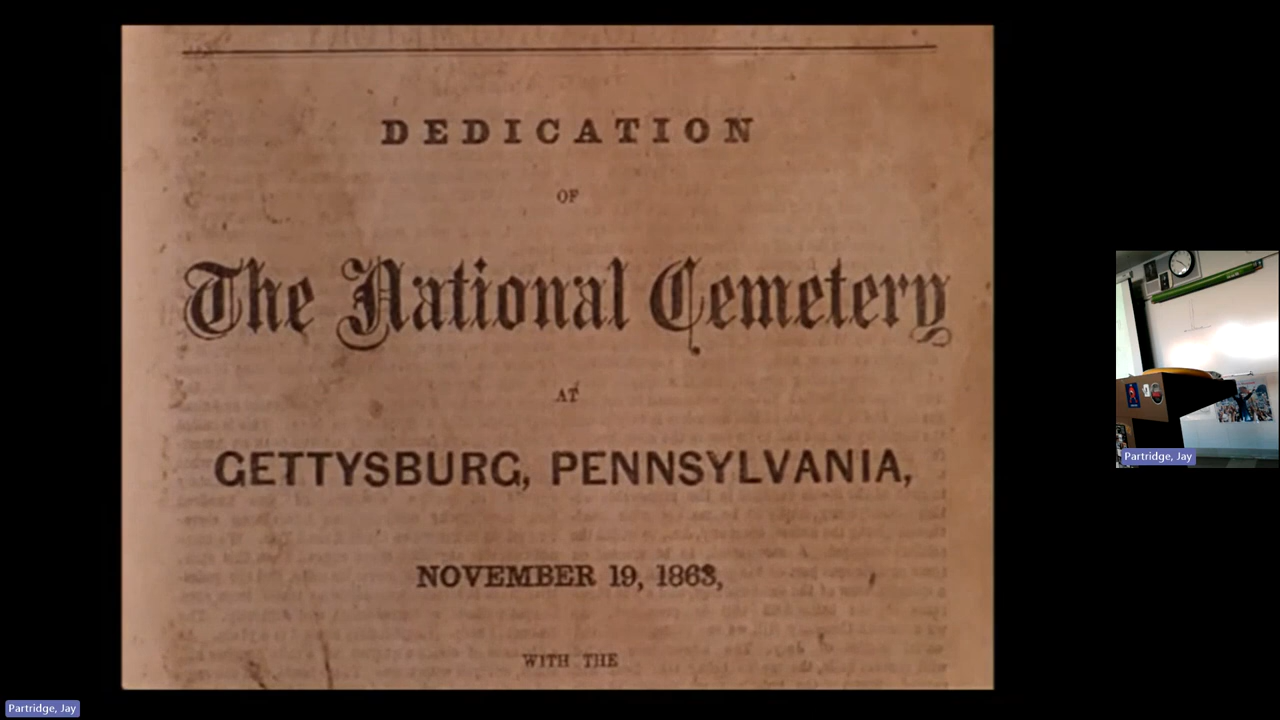 DEDICATION
OF
The National Cemetery
AT
GETTYSBURG, PENNSYLVANIA,
NOVEMBER 19, 1863,
WITH THE
Partridge, Jay
Partridge, Jay